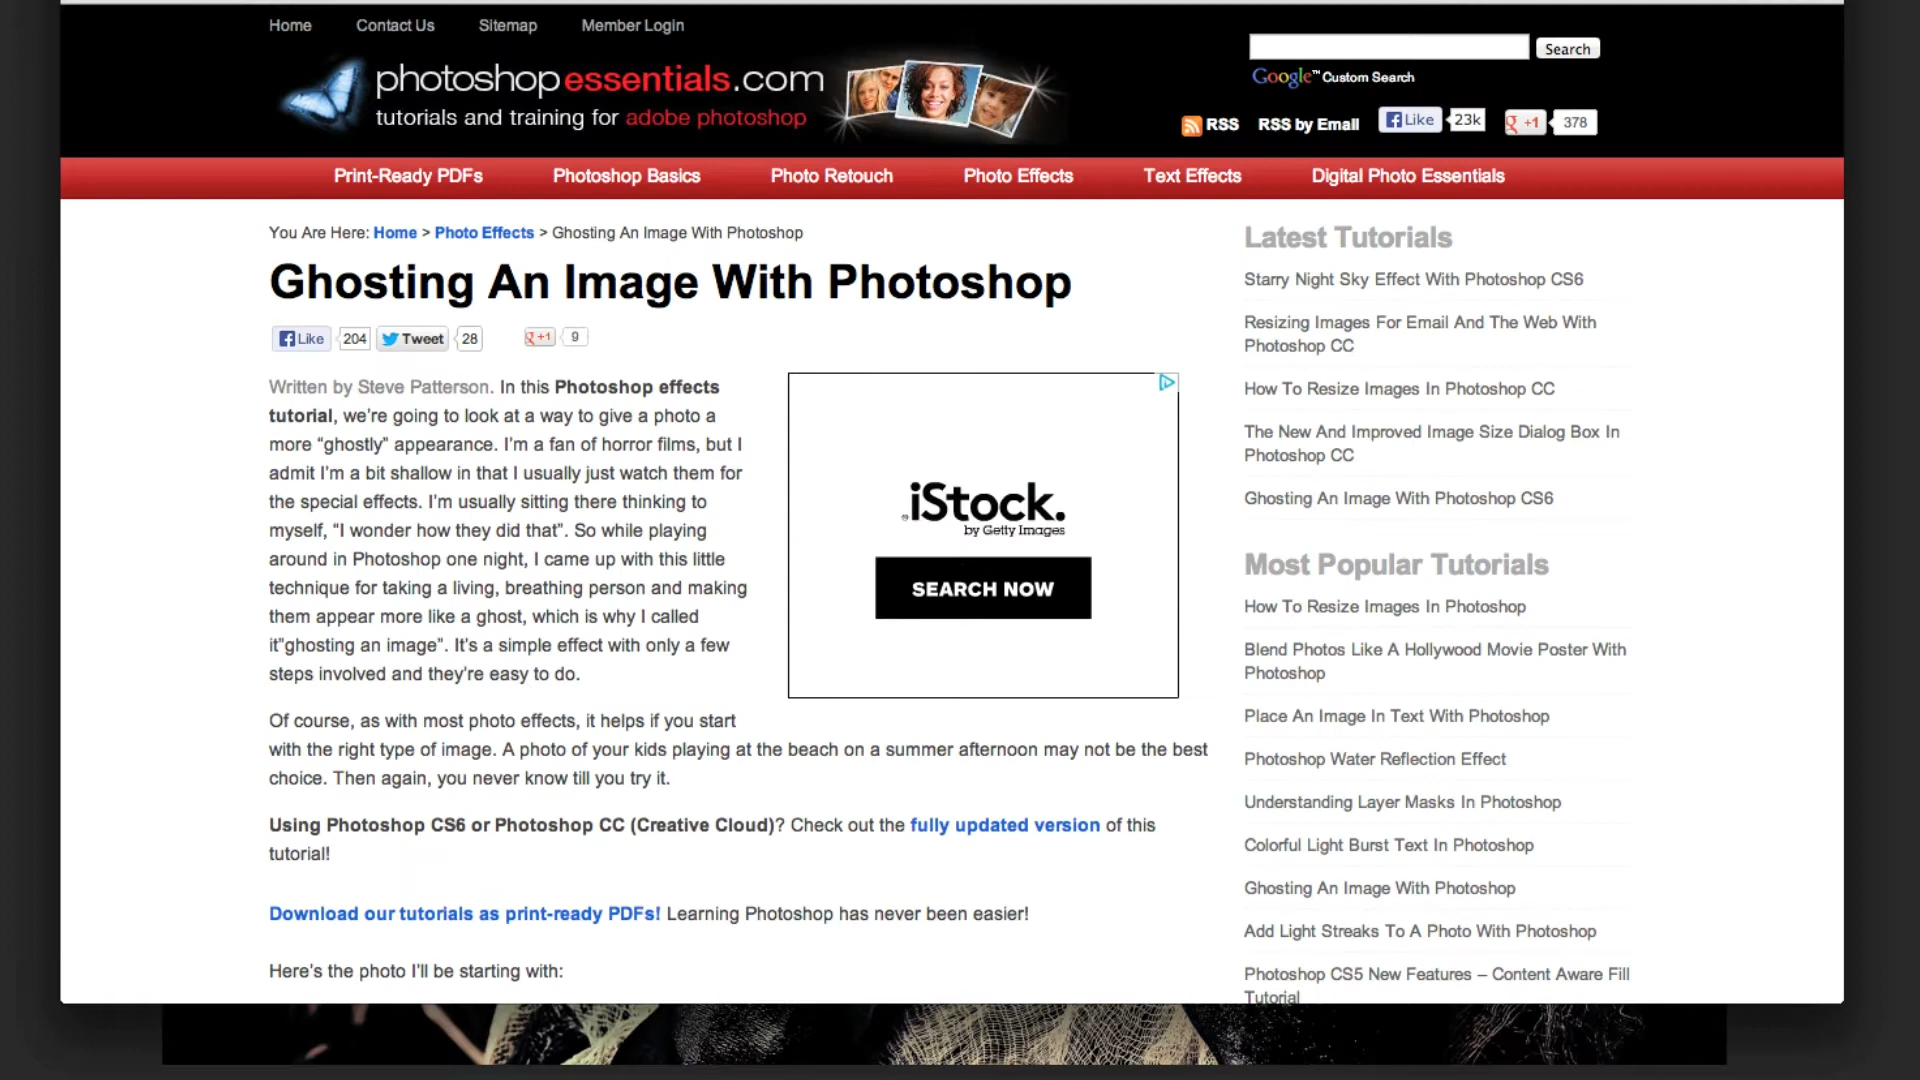 Home Contact Us Sitemap Member Login
Search
photoshopessentials.com
Google™ Custom Search
tutorials and training for adobe photoshop
RSS RSS by Email Like 23k g +1 378
Print-Ready PDFs Photoshop Basics Photo Retouch Photo Effects Text Effects Digital Photo Essentials
You Are Here: Home > Photo Effects > Ghosting An Image With Photoshop
Ghosting An Image With Photoshop
Like 204 Tweet 28 g +1 9
Written by Steve Patterson. In this Photoshop effects
tutorial, we’re going to look at a way to give a photo a
more “ghostly” appearance. I’m a fan of horror films, but I
admit I’m a bit shallow in that I usually just watch them for
the special effects. I’m usually sitting there thinking to
myself, “I wonder how they did that”. So while playing
around in Photoshop one night, I came up with this little
technique for taking a living, breathing person and making
them appear more like a ghost, which is why I called
it”ghosting an image”. It’s a simple effect with only a few
steps involved and they’re easy to do.
iStock.
by Getty Images
SEARCH NOW
Of course, as with most photo effects, it helps if you start
with the right type of image. A photo of your kids playing at the beach on a summer afternoon may not be the best
choice. Then again, you never know till you try it.
Using Photoshop CS6 or Photoshop CC (Creative Cloud)? Check out the fully updated version of this
tutorial!
Download our tutorials as print-ready PDFs! Learning Photoshop has never been easier!
Here’s the photo I’ll be starting with:
Latest Tutorials
Starry Night Sky Effect With Photoshop CS6
Resizing Images For Email And The Web With
Photoshop CC
How To Resize Images In Photoshop CC
The New And Improved Image Size Dialog Box In
Photoshop CC
Ghosting An Image With Photoshop CS6
Most Popular Tutorials
How To Resize Images In Photoshop
Blend Photos Like A Hollywood Movie Poster With
Photoshop
Place An Image In Text With Photoshop
Photoshop Water Reflection Effect
Understanding Layer Masks In Photoshop
Colorful Light Burst Text In Photoshop
Ghosting An Image With Photoshop
Add Light Streaks To A Photo With Photoshop
Photoshop CS5 New Features – Content Aware Fill
Tutorial